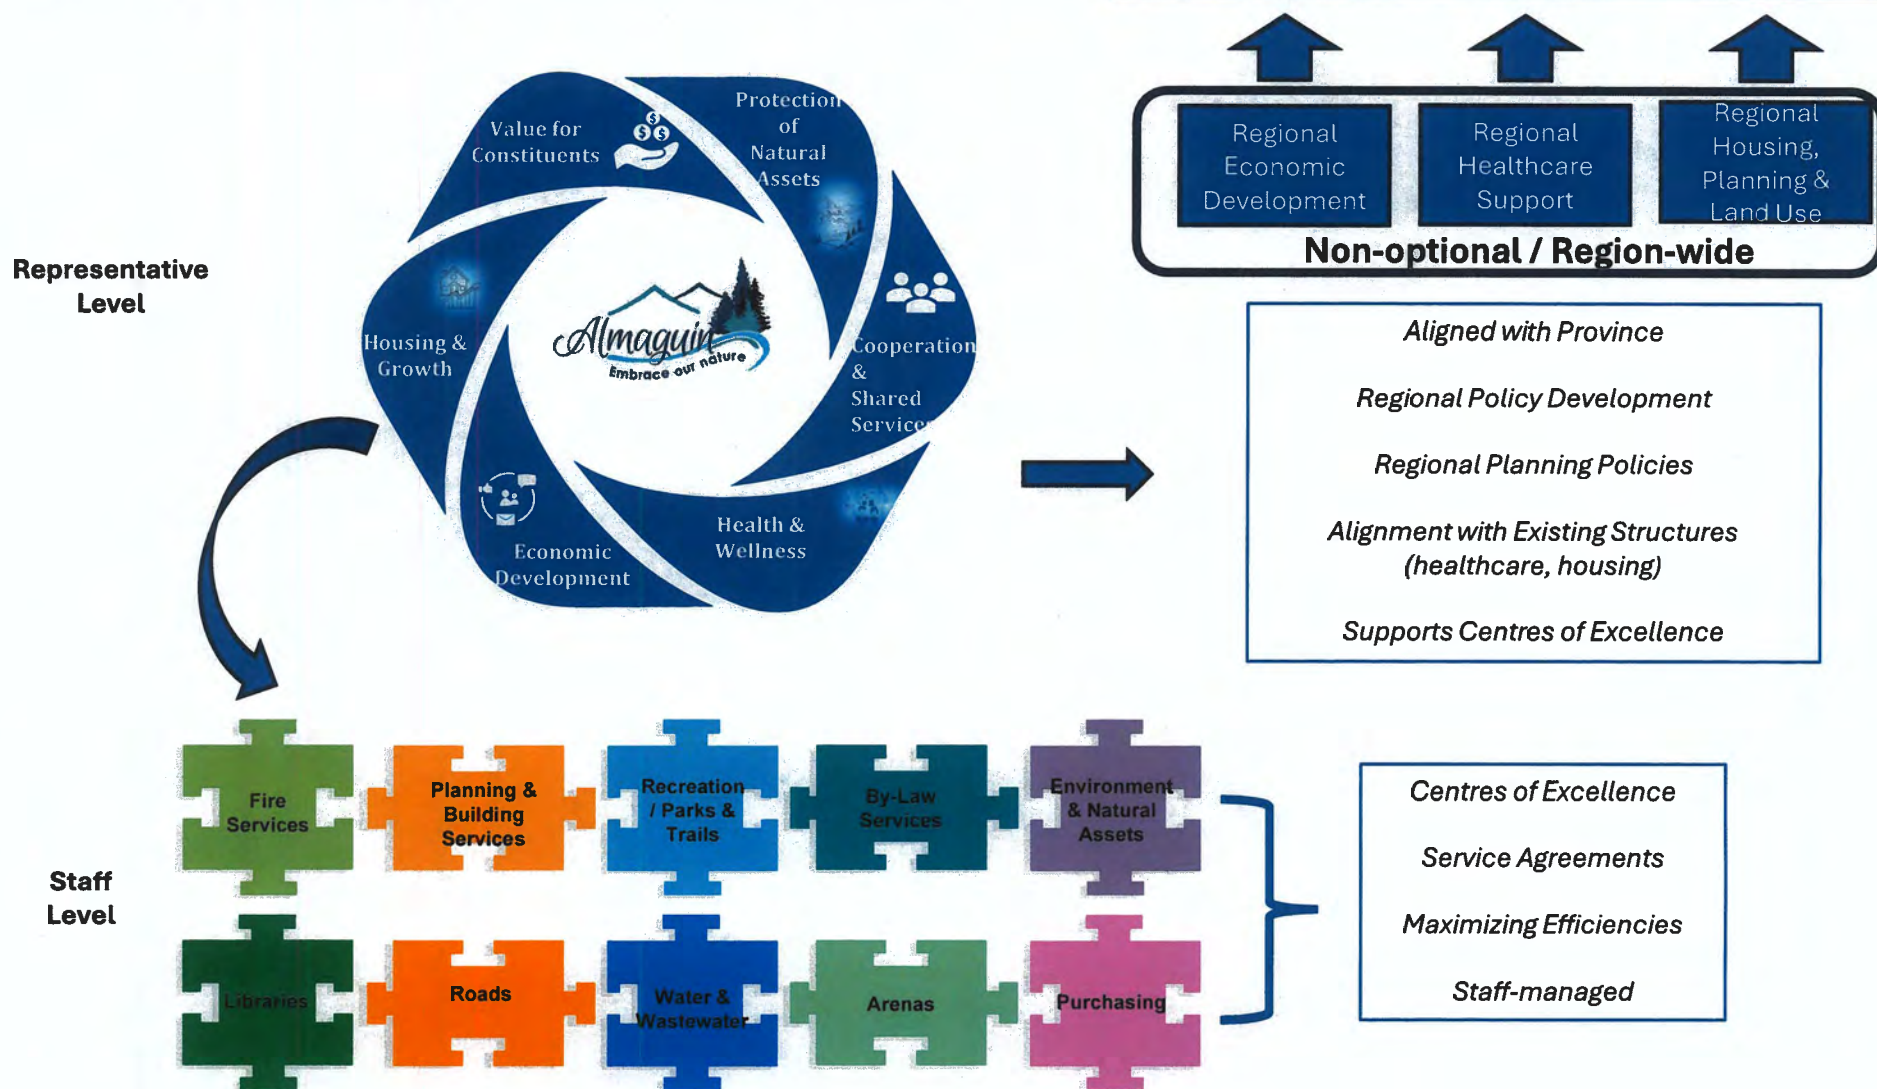 Representative
Level
Value for
Constituents
Protection
of
Natural
Assets
Cooperation
&
Shared
Services
Health &
Wellness
Economic
Development
Housing &
Growth
Almaguin
Embrace our nature
Regional
Economic
Development
Regional
Healthcare
Support
Regional
Housing,
Planning &
Land Use
Non-optional / Region-wide
Aligned with Province
Regional Policy Development
Regional Planning Policies
Alignment with Existing Structures
(healthcare, housing)
Supports Centres of Excellence
Staff
Level
Fire
Services
Planning &
Building
Services
Recreation
/ Parks &
Trails
By-Law
Services
Environment
& Natural
Assets
Libraries
Roads
Water &
Wastewater
Arenas
Purchasing
Centres of Excellence
Service Agreements
Maximizing Efficiencies
Staff-managed